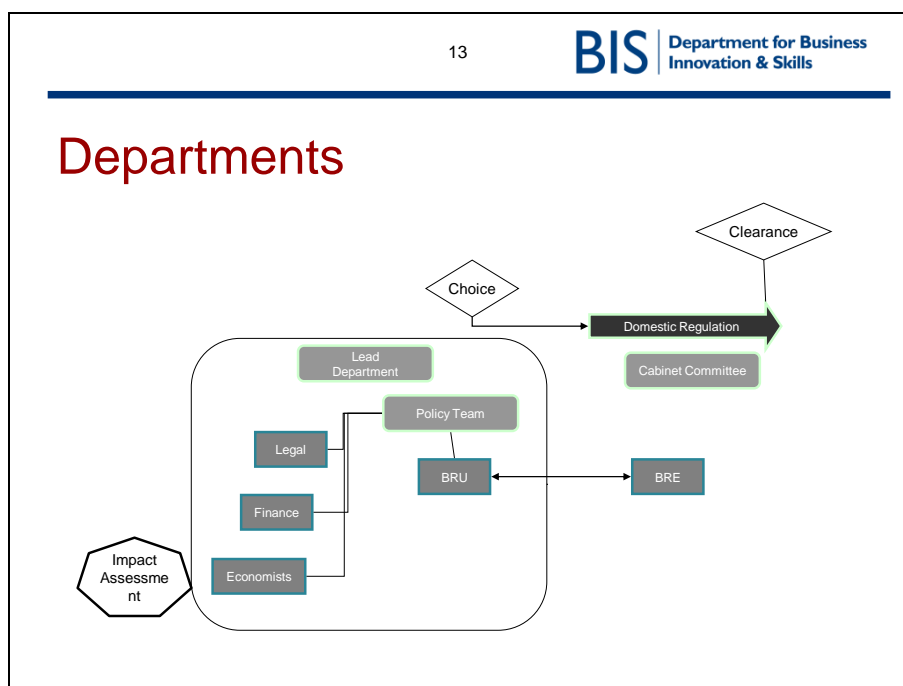 13
BIS
Department for Business
Innovation & Skills
Departments
Clearance
Choice
Domestic Regulation
Lead
Department
Cabinet Committee
Policy Team
Legal
BRU
BRE
Finance
Impact
Assessme
nt
Economists